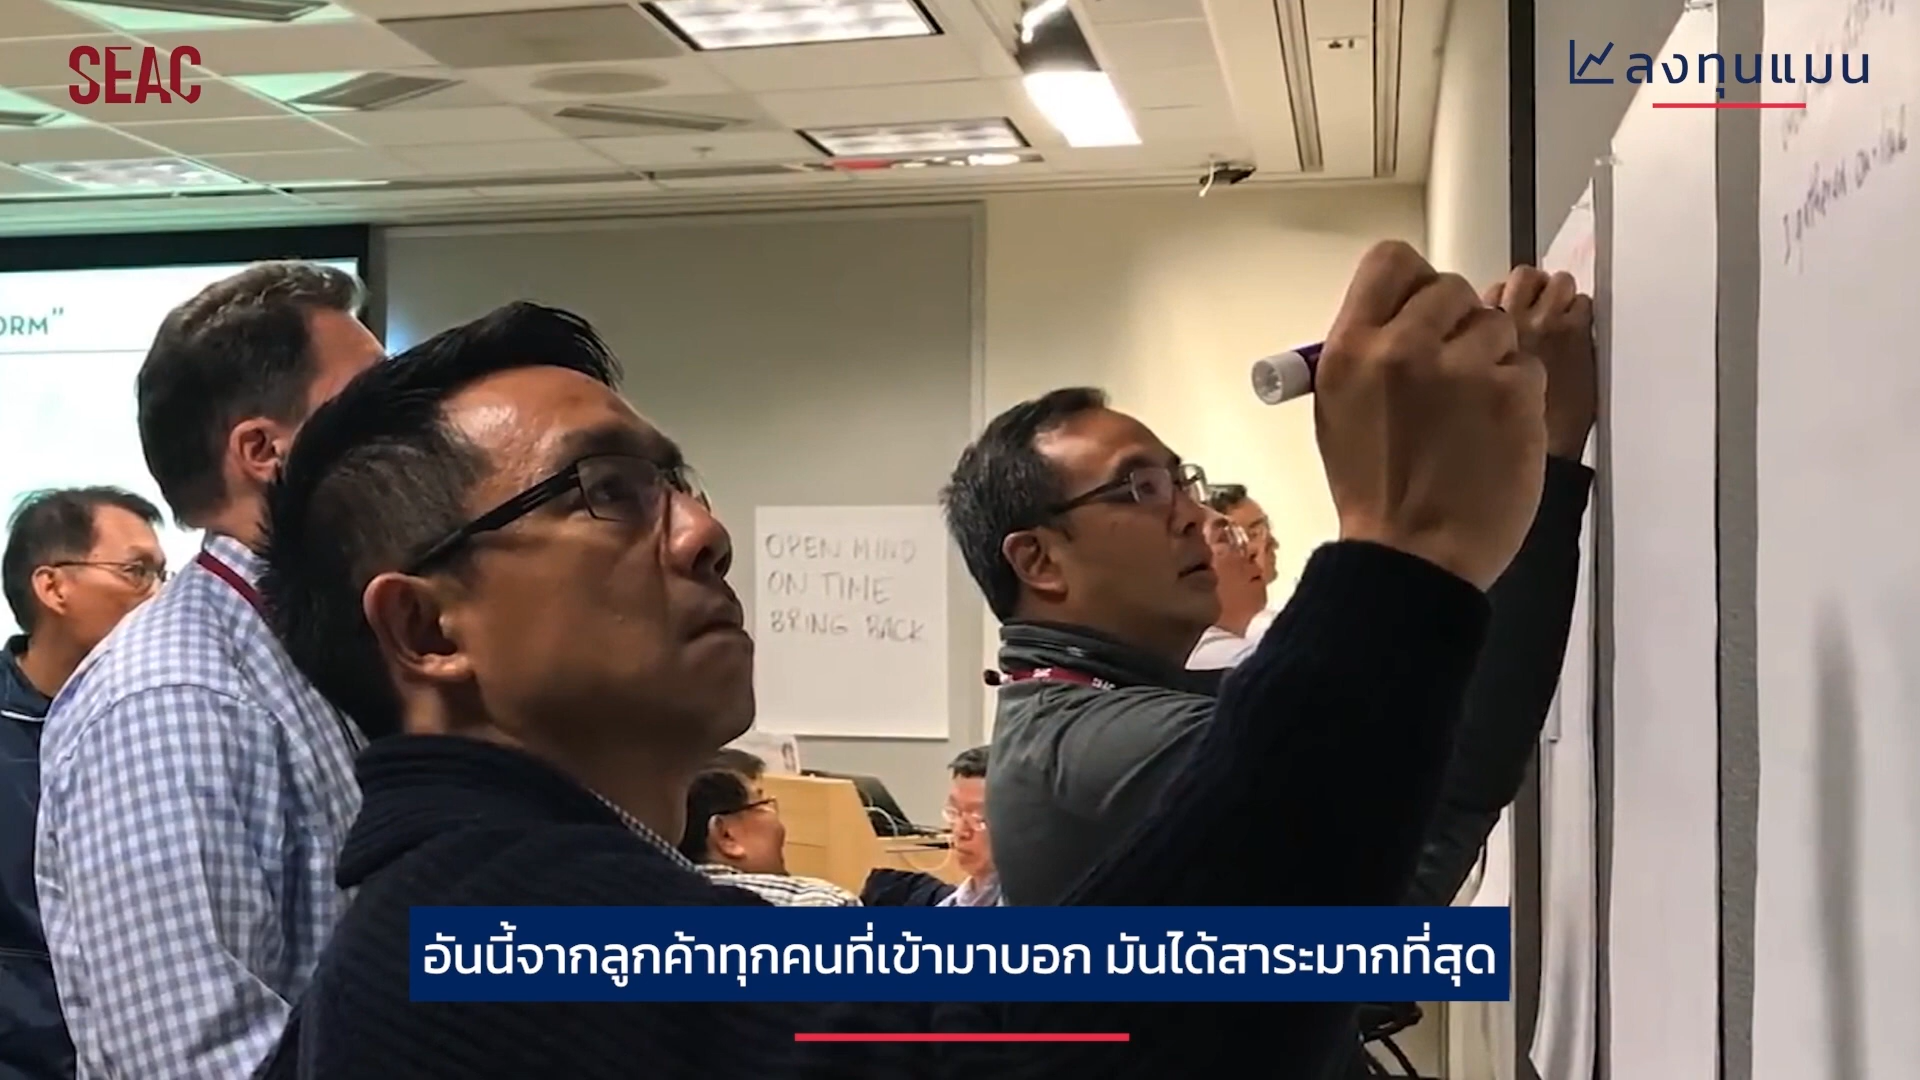 SEAC
ลงทุนแมน
ORM"
OPEN MIND
ON TIME
BRING BACK
SEAC
อันนี้จากลูกค้าทุกคนที่เข้ามาบอก มันได้สาระมากที่สุด